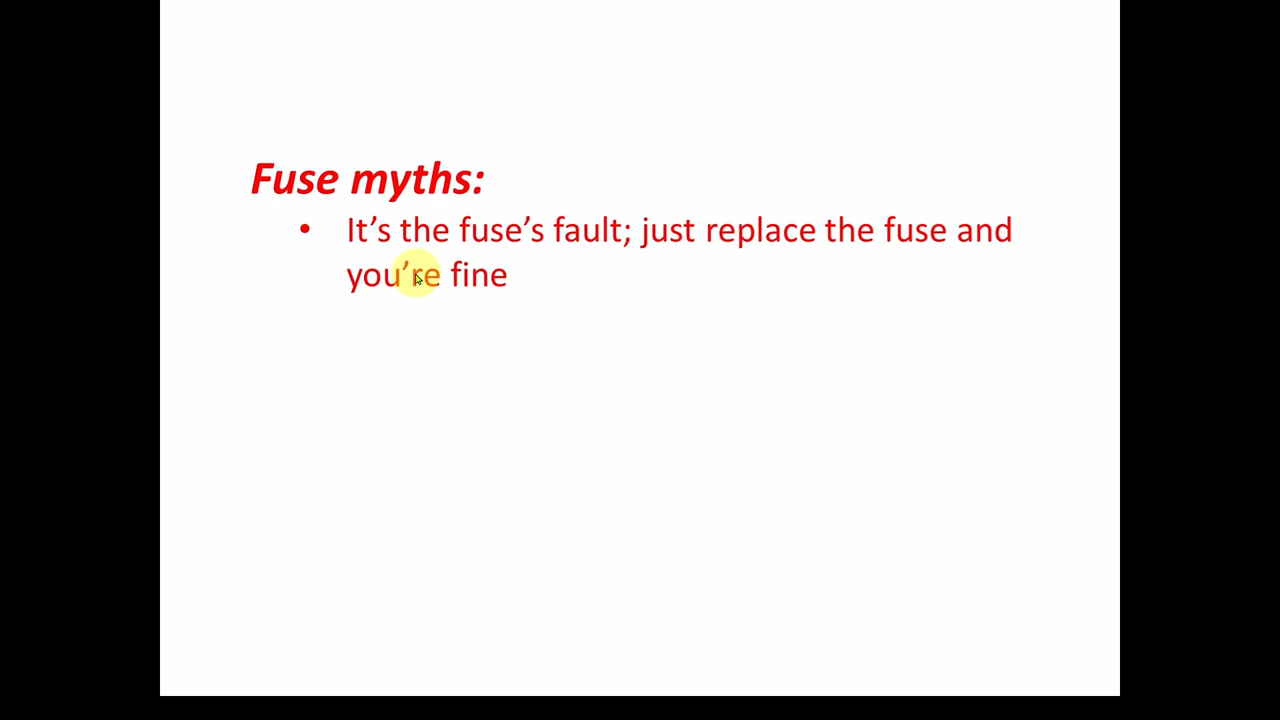 Fuse myths:
• It’s the fuse’s fault; just replace the fuse and
you’re fine